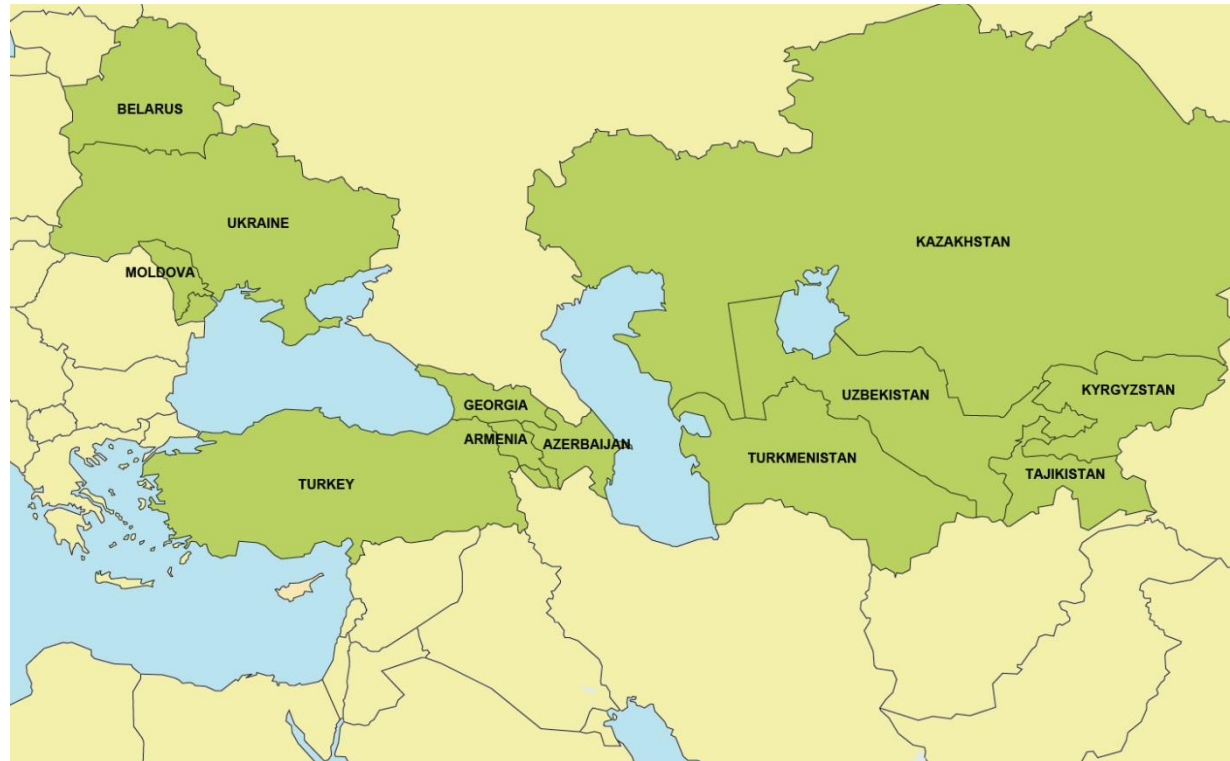 BELARUS
UKRAINE
KAZAKHSTAN
MOLDOVA
KYRGYZSTAN
UZBEKISTAN
GEORGIA
ARMENIA
AZERBAIJAN
TURKMENISTAN
TAJIKISTAN
TURKEY